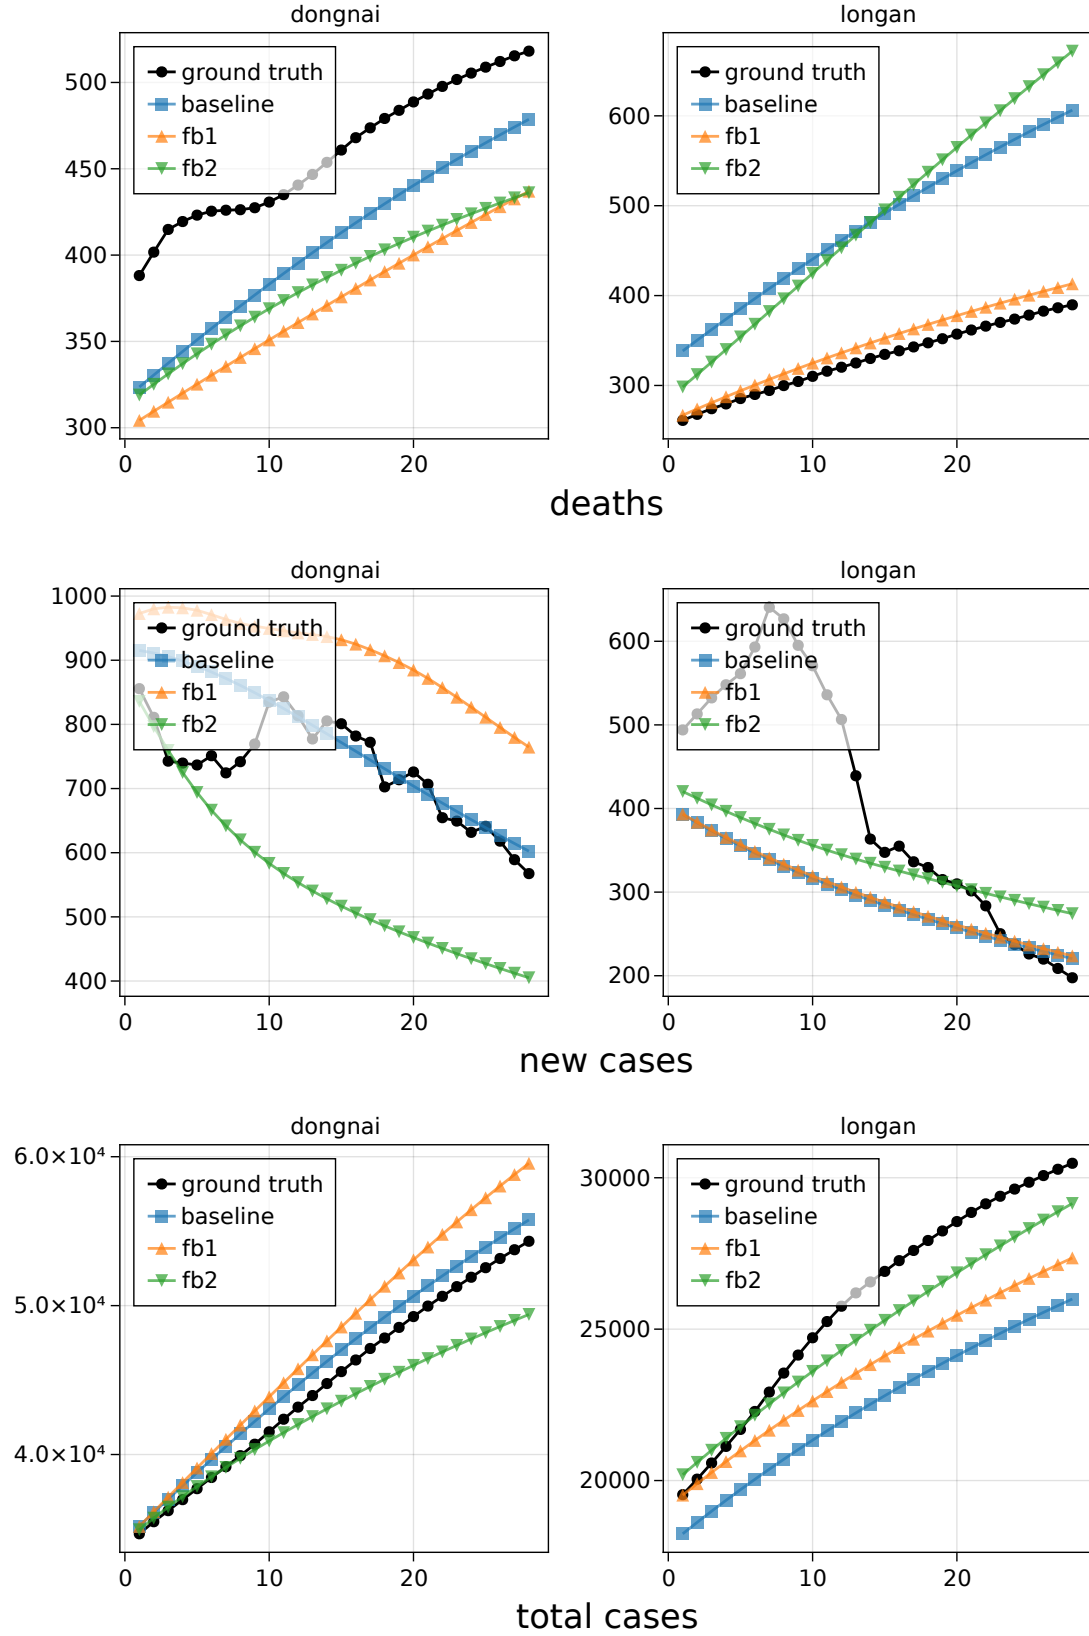 dongnai
longan
ground truth
baseline
fb1
fb2
500
450
400
350
300
0
10
20
ground truth
baseline
fb1
fb2
600
500
400
300
0
10
20
deaths
dongnai
longan
ground truth
baseline
fb1
fb2
1000
900
800
700
600
500
400
0
10
20
ground truth
baseline
fb1
fb2
600
500
400
300
200
0
10
20
new cases
dongnai
longan
ground truth
baseline
fb1
fb2
6.0×10⁴
5.0×10⁴
4.0×10⁴
0
10
20
ground truth
baseline
fb1
fb2
30000
25000
20000
0
10
20
total cases